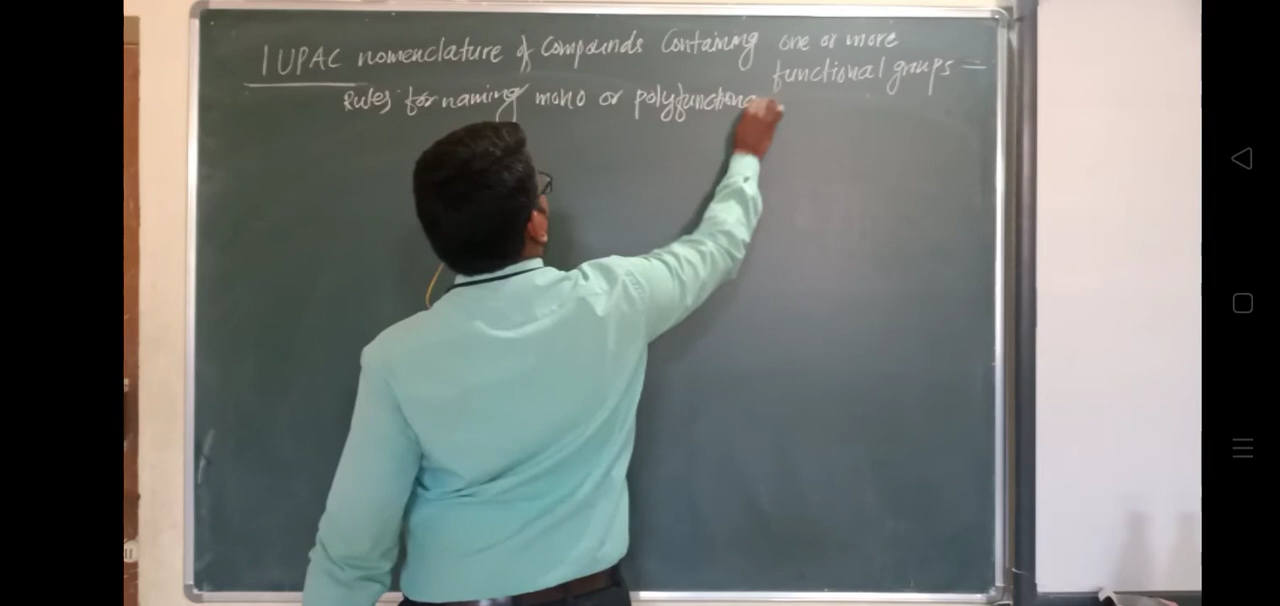 IUPAC nomenclature of Compounds Containing one or more
functional groups —
Rules for naming mono or polyfunctiona